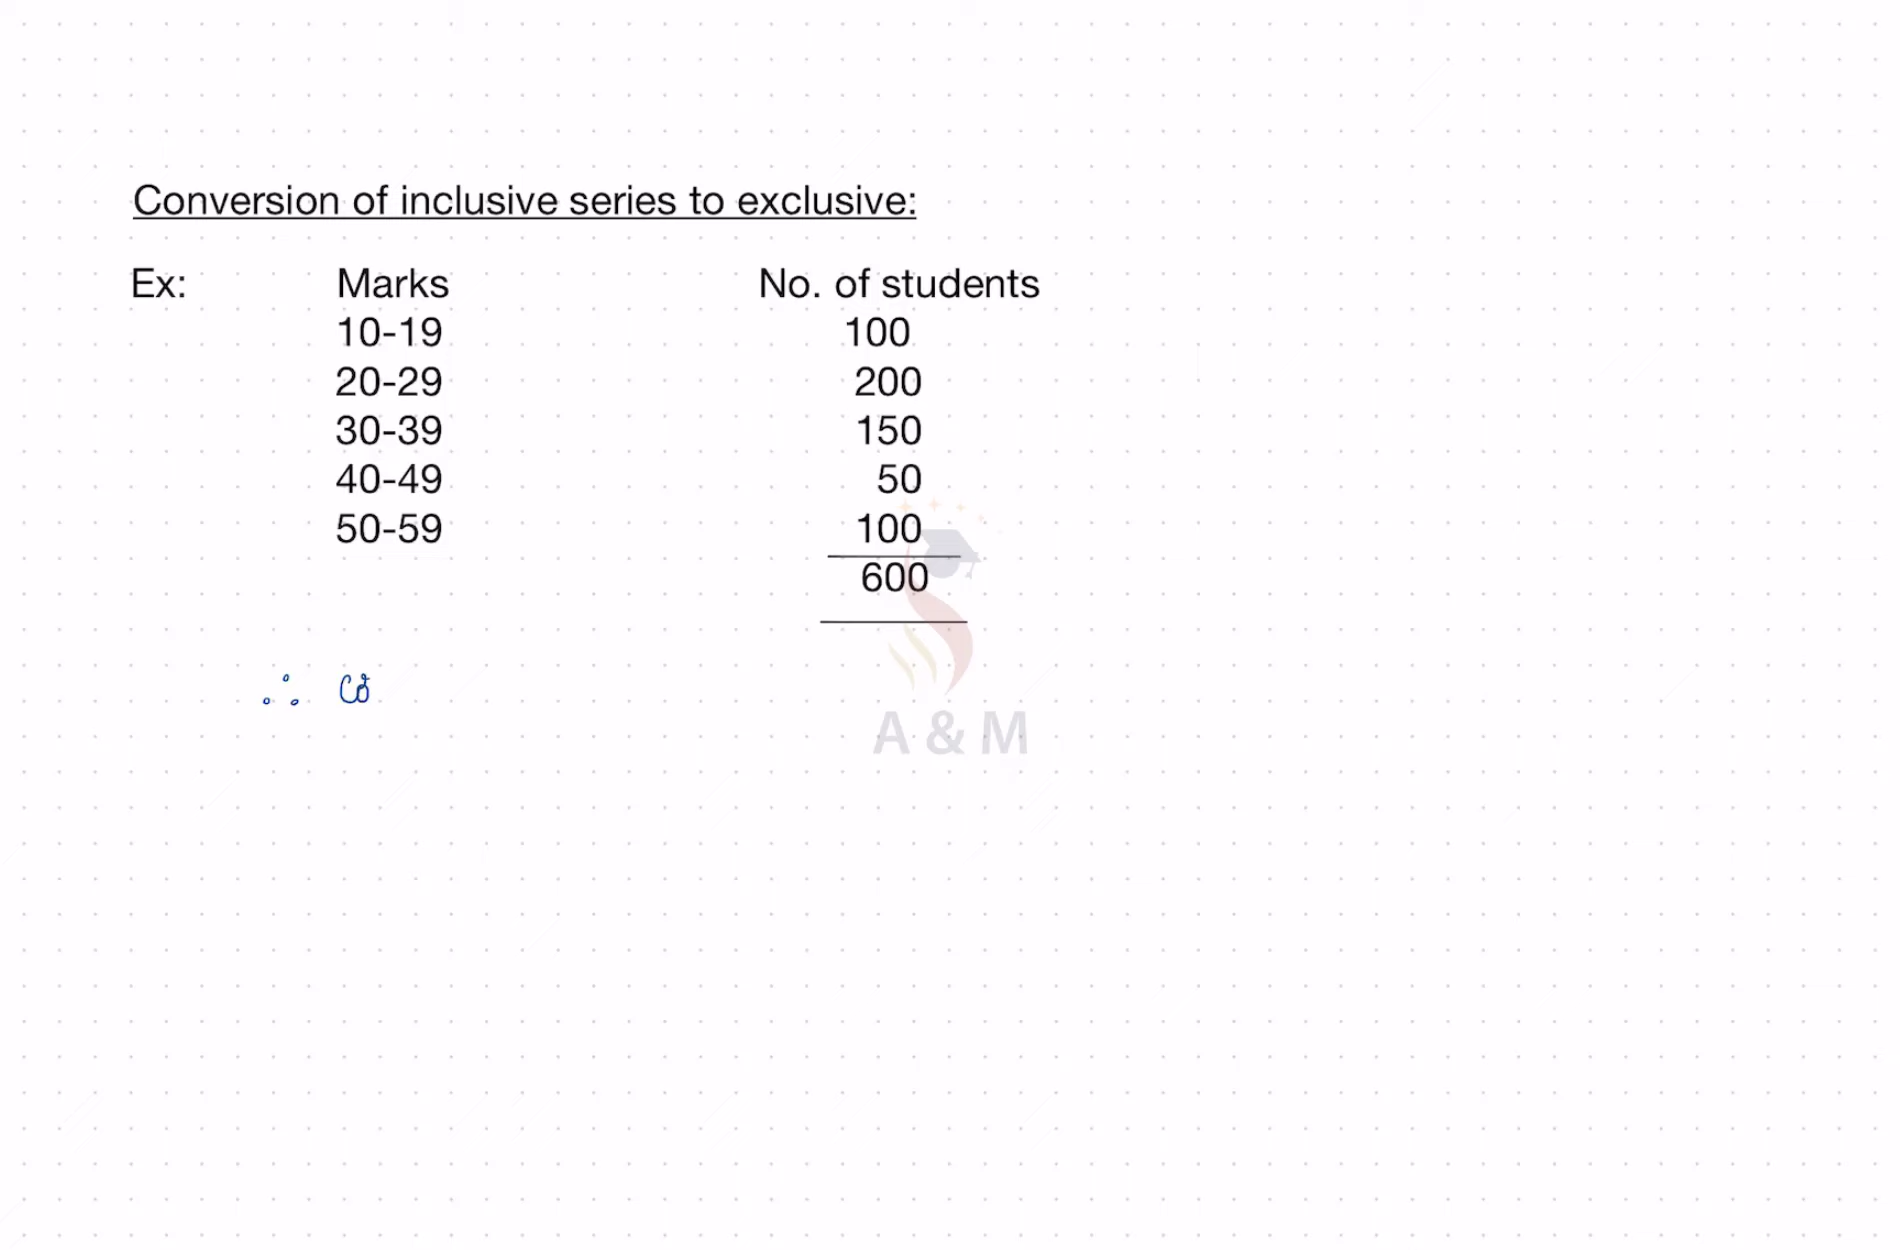 Conversion of inclusive series to exclusive:
Ex: Marks No. of students
10-19 100
20-29 200
30-39 150
40-49 50
50-59 100
600
∴ Co
A & M